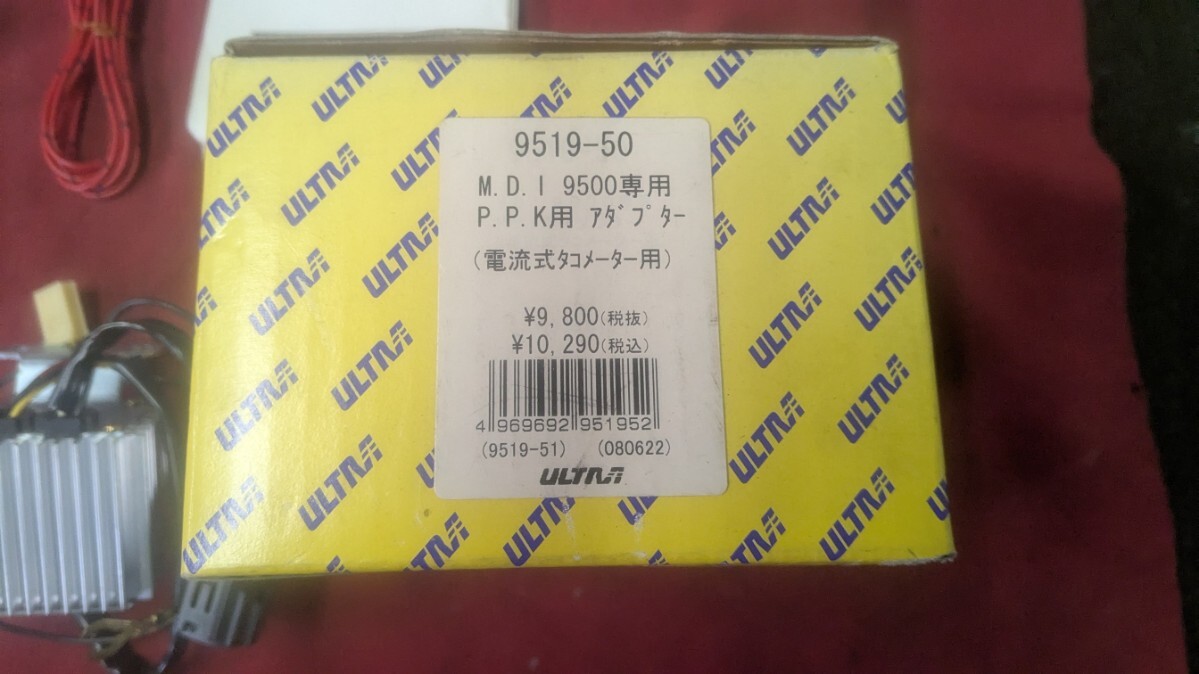 9519-50
M.D.I 9500専用
P.P.K用 ｱﾀﾞﾌﾟﾀｰ
(電流式ﾀｺﾒｰﾀｰ用)
¥9,800(税抜)
¥10,290(税込)
4 969692 951952
(9519-51) (080622)
ULTRA